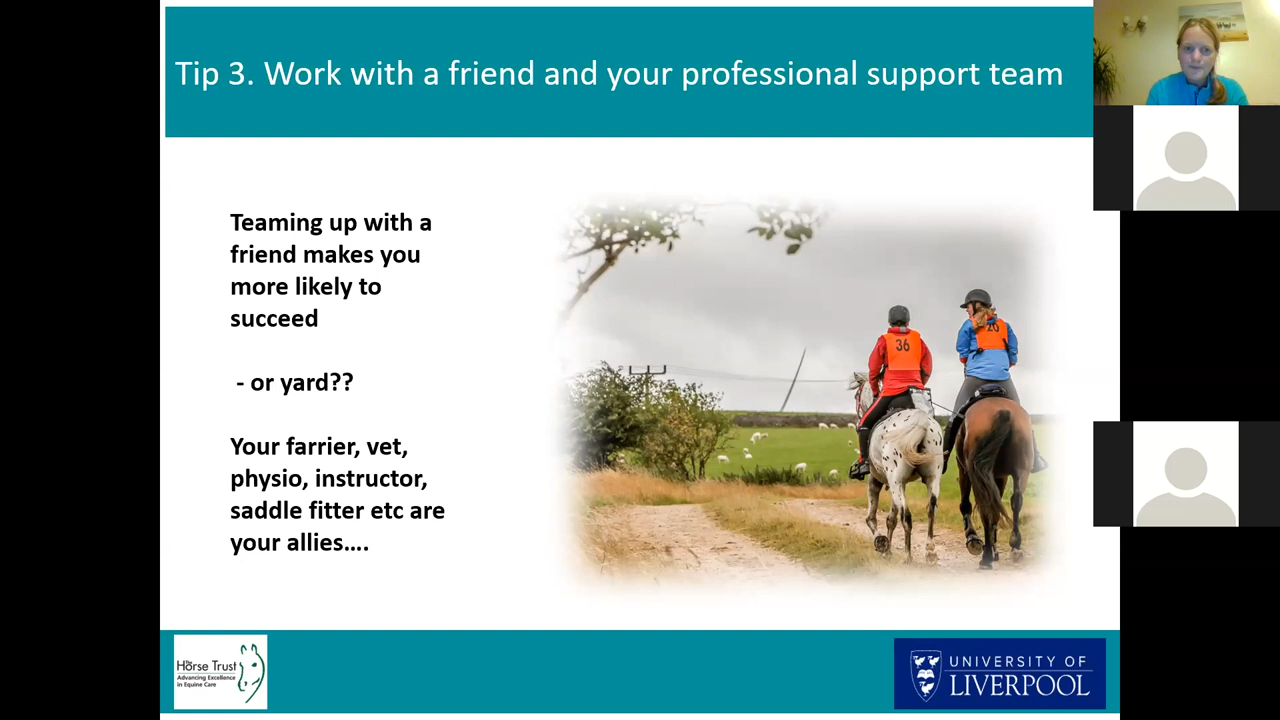 Tip 3. Work with a friend and your professional support team
Teaming up with a
friend makes you
more likely to
succeed
- or yard??
Your farrier, vet,
physio, instructor,
saddle fitter etc are
your allies....
36
20
The
Horse Trust
Advancing Excellence
in Equine Care
UNIVERSITY OF
LIVERPOOL